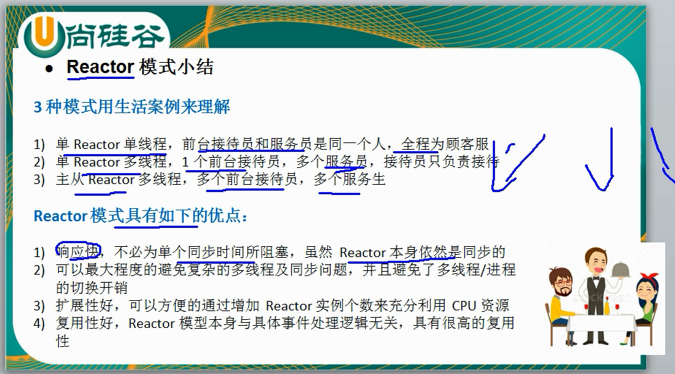 尚硅谷
● Reactor 模式小结
3 种模式用生活案例来理解
1) 单 Reactor 单线程，前台接待员和服务员是同一个人，全程为顾客服
2) 单 Reactor 多线程，1 个前台接待员，多个服务员，接待员只负责接待
3) 主从 Reactor 多线程，多个前台接待员，多个服务生
Reactor 模式具有如下的优点：
1) 响应快，不必为单个同步时间所阻塞，虽然 Reactor 本身依然是同步的
2) 可以最大程度的避免复杂的多线程及同步问题，并且避免了多线程/进程
的切换开销
3) 扩展性好，可以方便的通过增加 Reactor 实例个数来充分利用 CPU 资源
4) 复用性好，Reactor 模型本身与具体事件处理逻辑无关，具有很高的复用
性